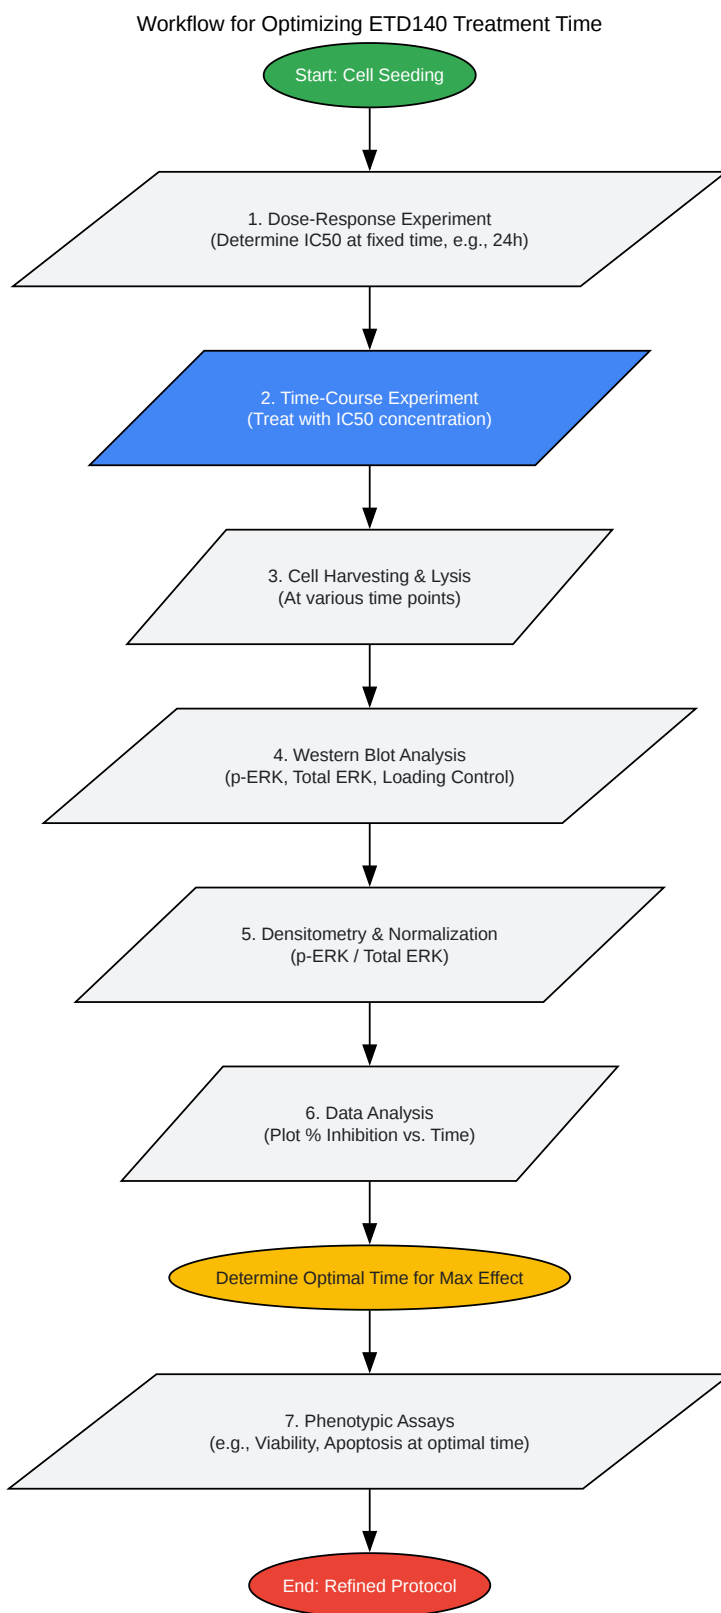 Workflow for Optimizing ETD140 Treatment Time
Start: Cell Seeding
1. Dose-Response Experiment
(Determine IC50 at fixed time, e.g., 24h)
2. Time-Course Experiment
(Treat with IC50 concentration)
3. Cell Harvesting & Lysis
(At various time points)
4. Western Blot Analysis
(p-ERK, Total ERK, Loading Control)
5. Densitometry & Normalization
(p-ERK / Total ERK)
6. Data Analysis
(Plot % Inhibition vs. Time)
Determine Optimal Time for Max Effect
7. Phenotypic Assays
(e.g., Viability, Apoptosis at optimal time)
End: Refined Protocol